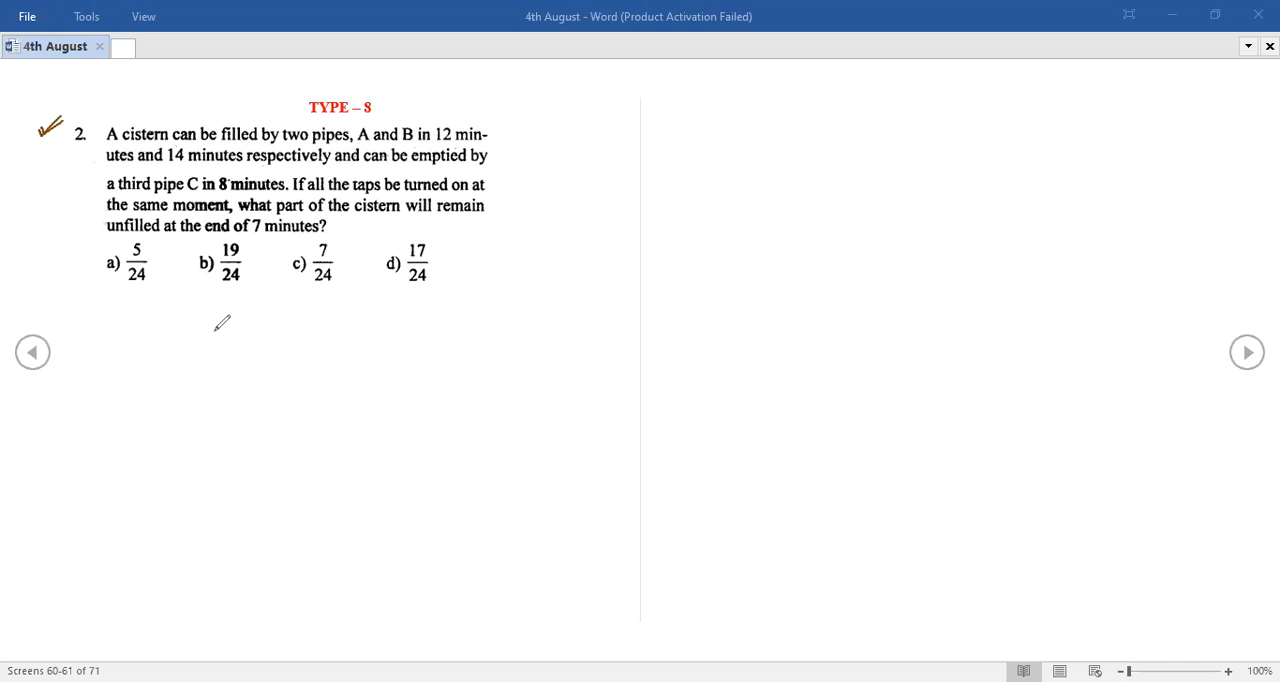 File Tools View 4th August - Word (Product Activation Failed)
4th August
TYPE – 8
2. A cistern can be filled by two pipes, A and B in 12 min-
utes and 14 minutes respectively and can be emptied by
a third pipe C in 8 minutes. If all the taps be turned on at
the same moment, what part of the cistern will remain
unfilled at the end of 7 minutes?
a) 5/24 b) 19/24 c) 7/24 d) 17/24
Screens 60-61 of 71 100%